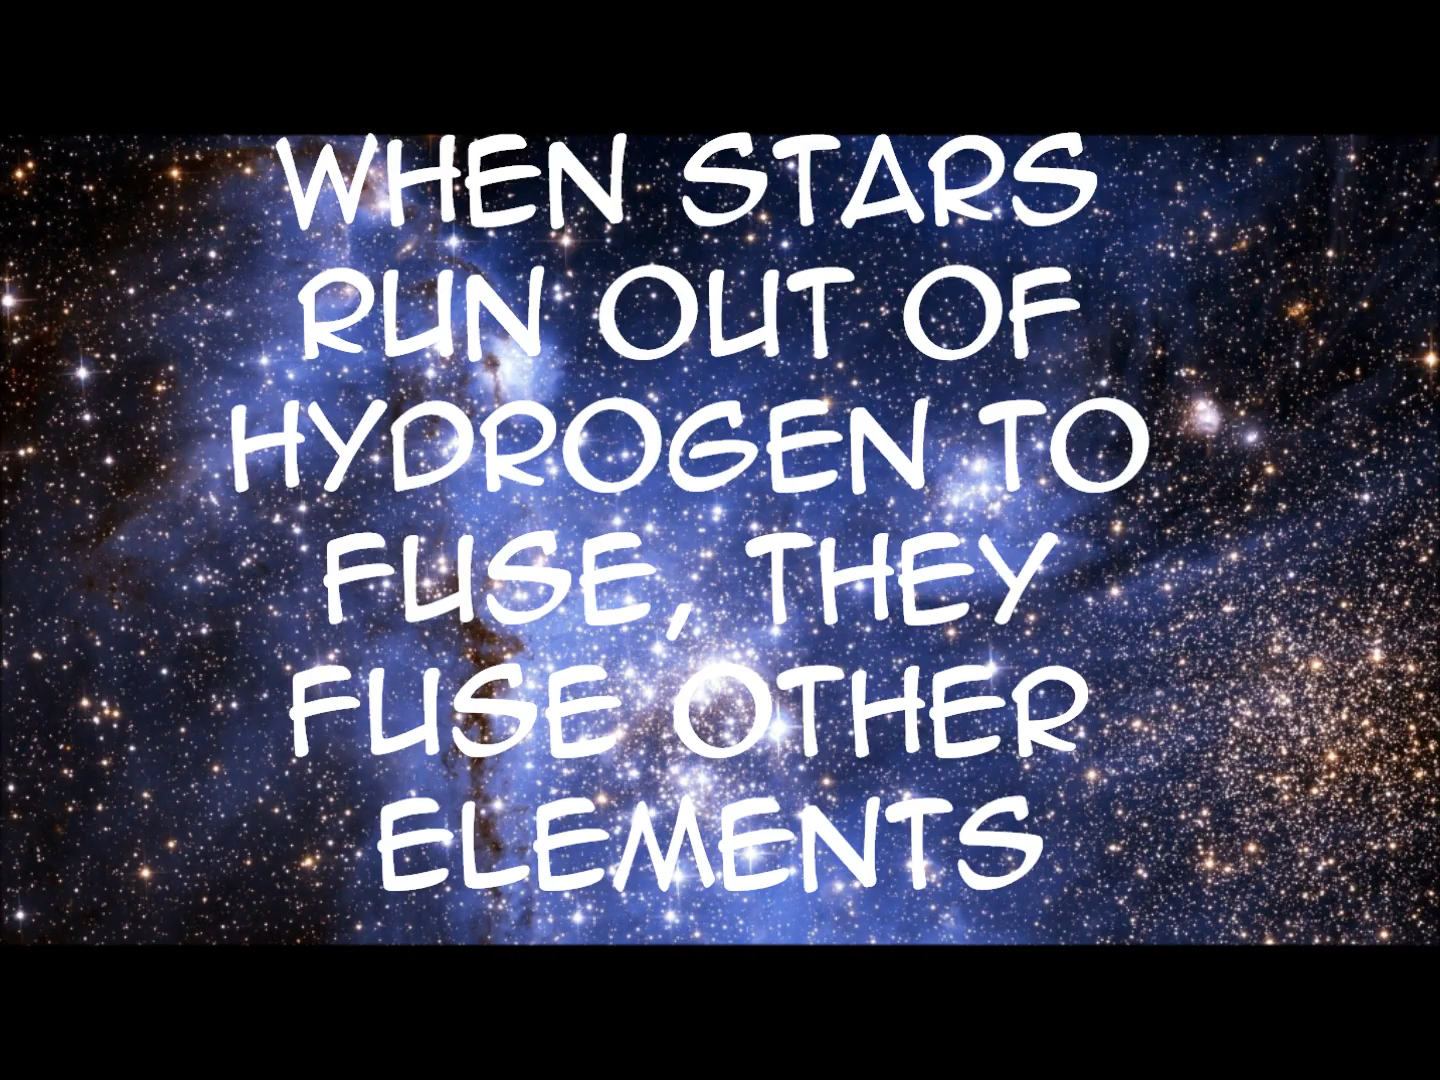 WHEN STARS
RUN OUT OF
HYDROGEN TO
FUSE, THEY
FUSE OTHER
ELEMENTS